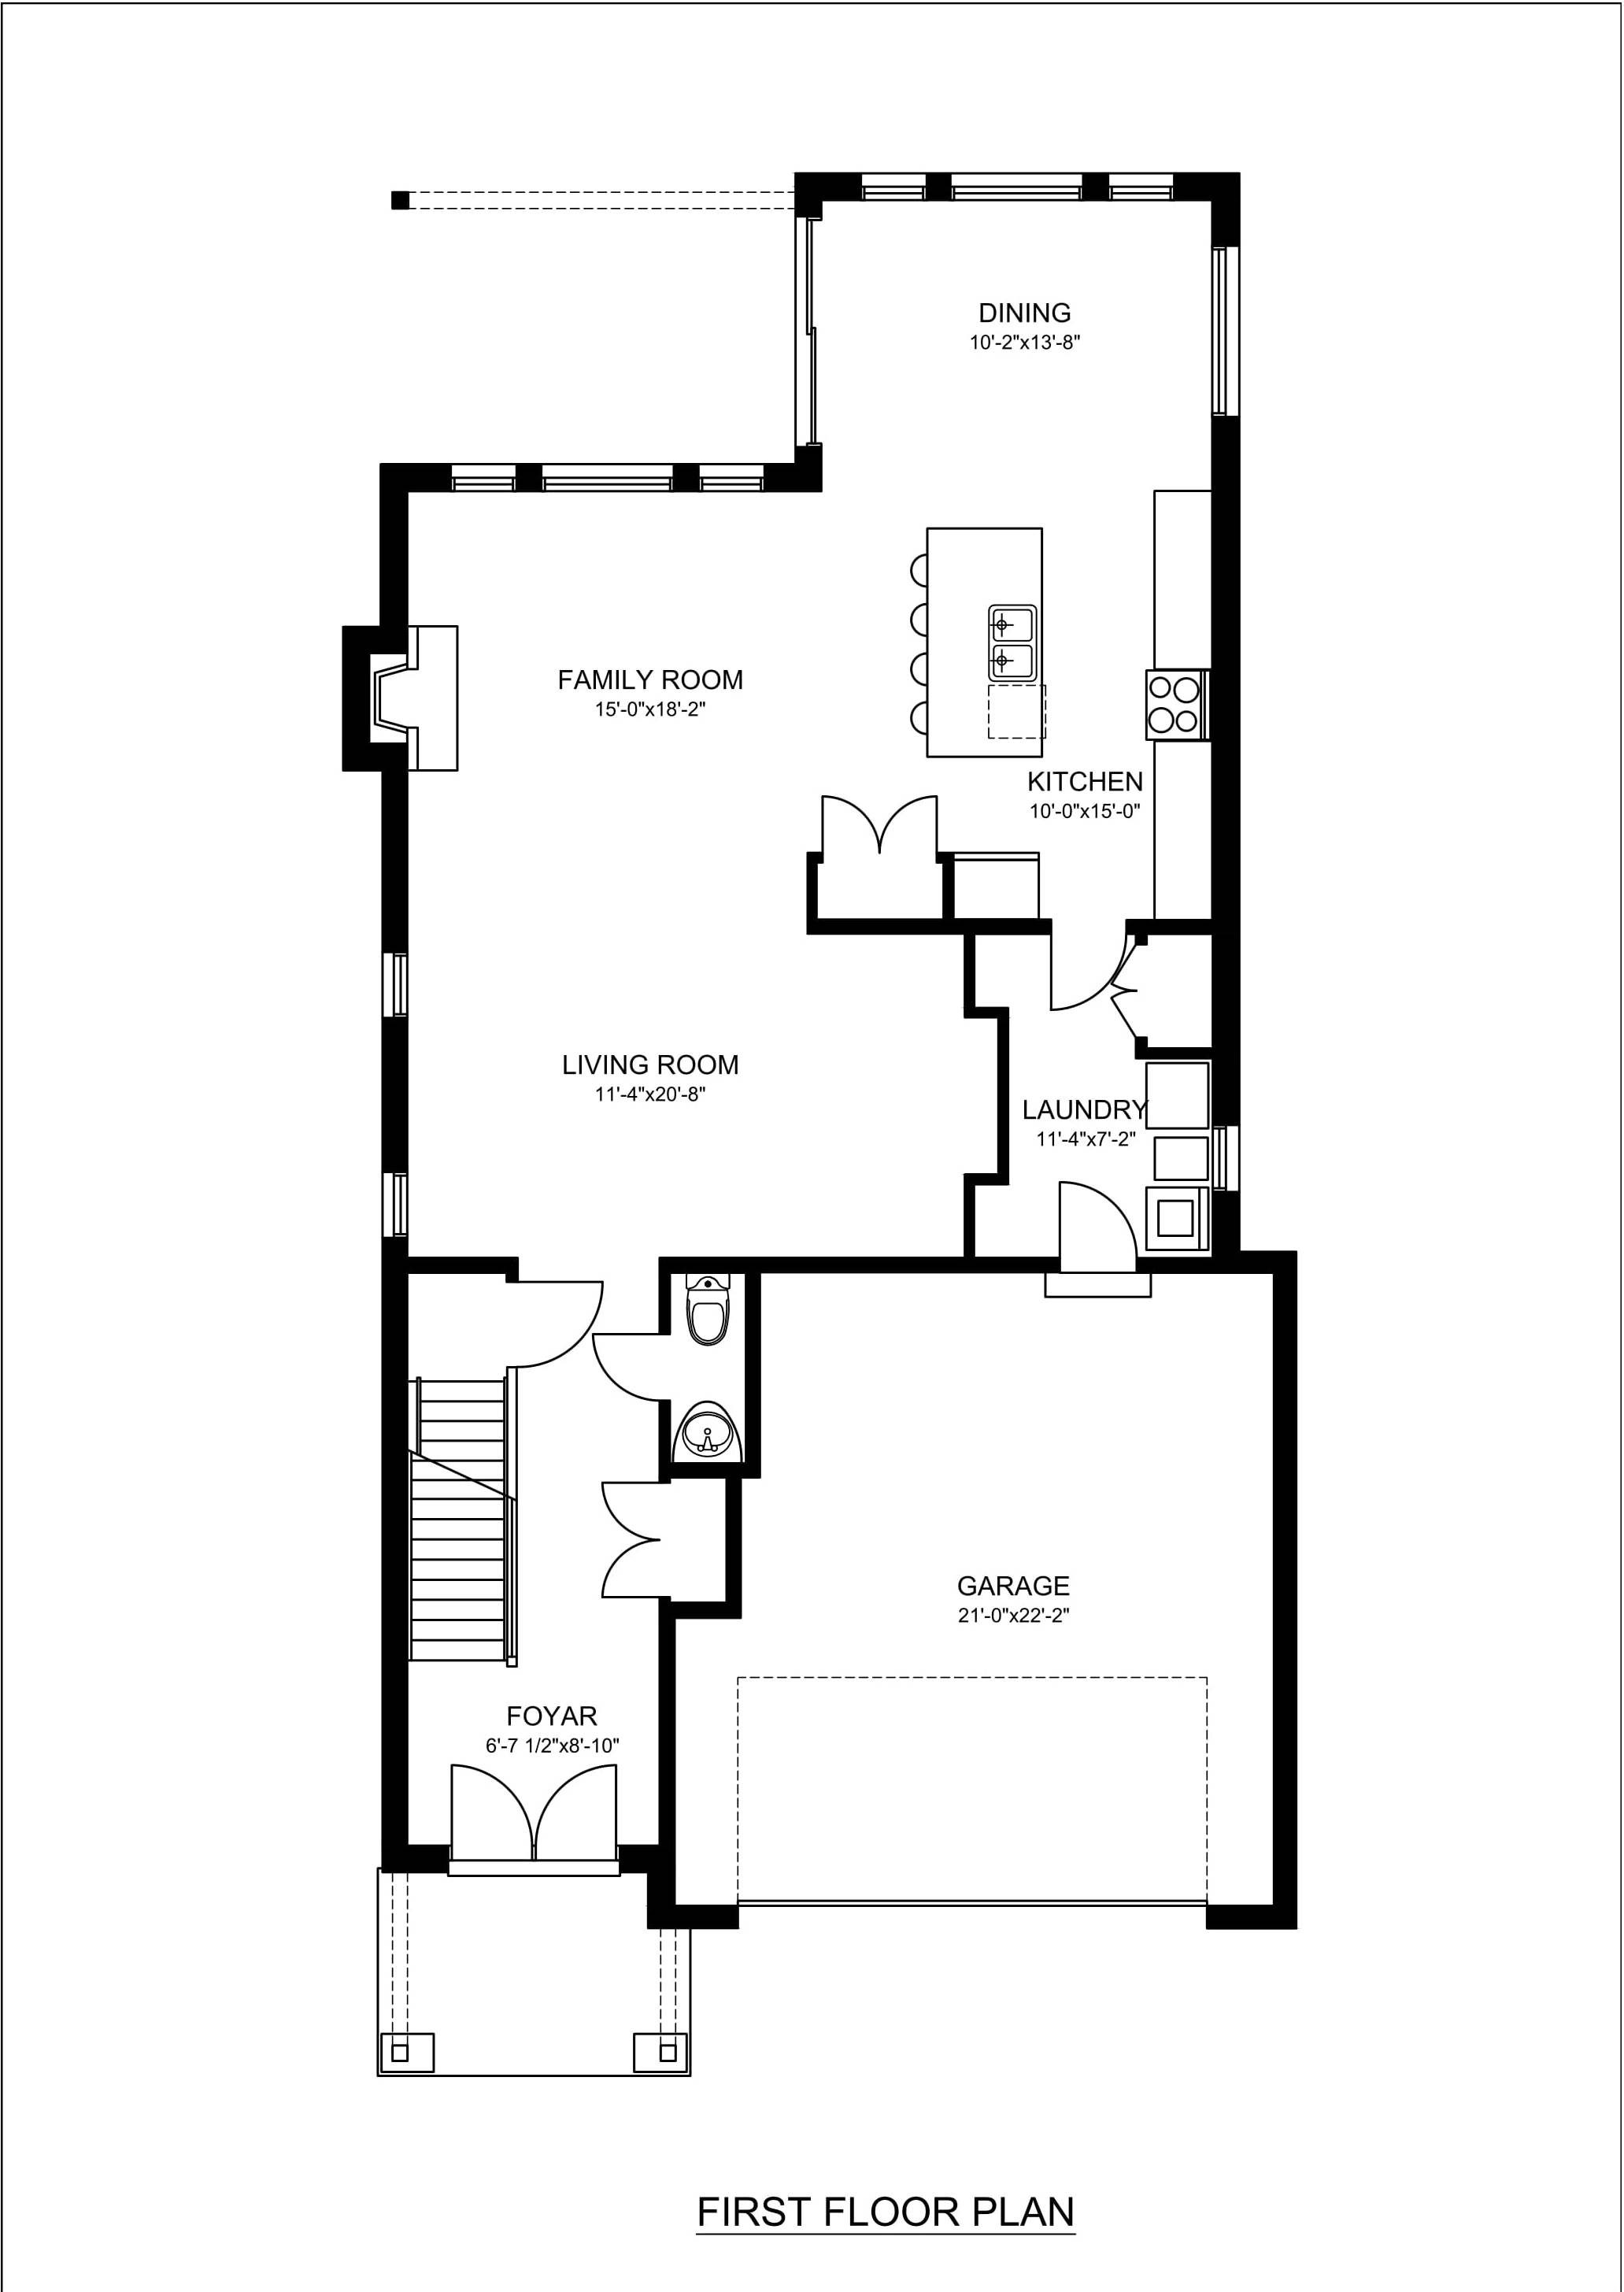 DINING
10'-2"x13'-8"
FAMILY ROOM
15'-0"x18'-2"
KITCHEN
10'-0"x15'-0"
LIVING ROOM
11'-4"x20'-8"
LAUNDRY
11'-4"x7'-2"
GARAGE
21'-0"x22'-2"
FOYAR
6'-7 1/2"x8'-10"
FIRST FLOOR PLAN